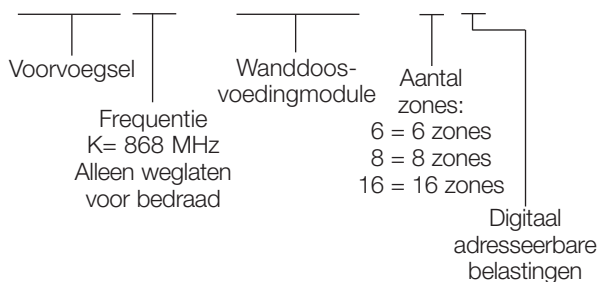 Voorvoegsel
Frequentie
K= 868 MHz
Alleen weglaten
voor bedraad
Wanddoos-
voedingmodule
Aantal
zones:
6 = 6 zones
8 = 8 zones
16 = 16 zones
Digitaal
adresseerbare
belastingen